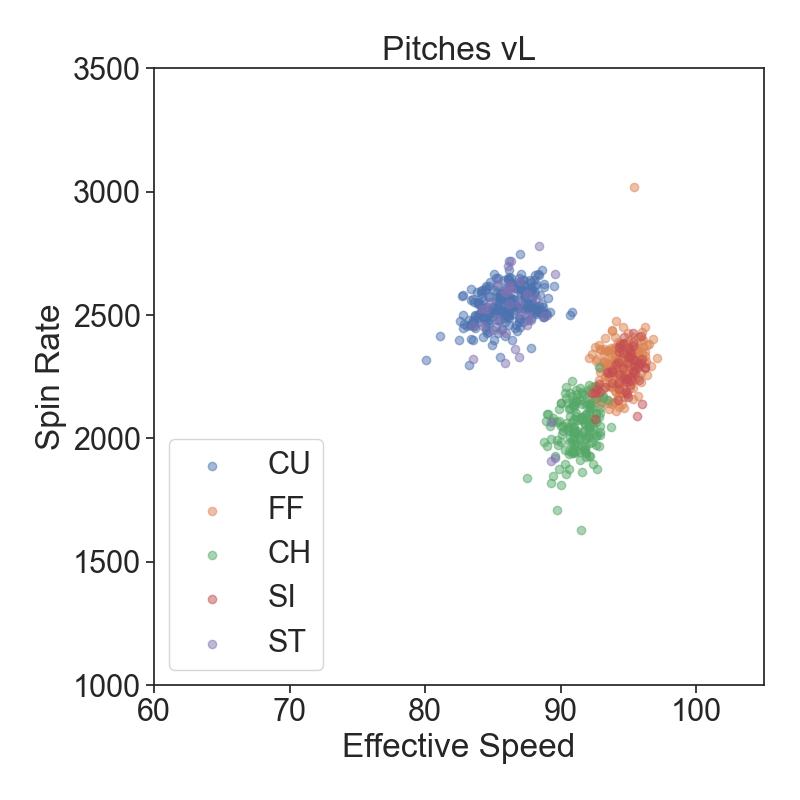 Pitches vL
3500
3000
2500
2000
1500
1000
Spin Rate
CU
FF
CH
SI
ST
60 70 80 90 100
Effective Speed